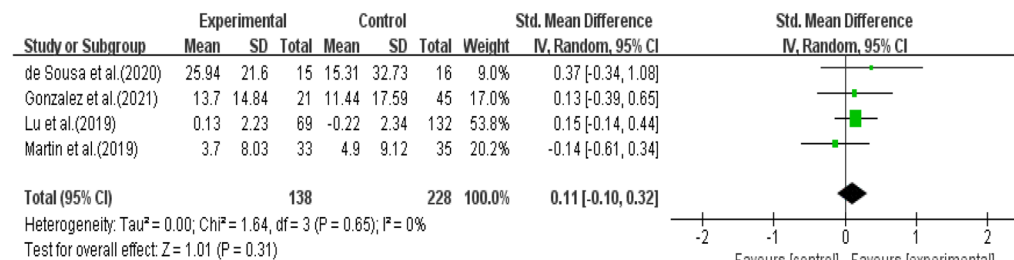 Experimental Control Std. Mean Difference Std. Mean Difference
Study or Subgroup Mean SD Total Mean SD Total Weight IV, Random, 95% CI IV, Random, 95% CI
de Sousa et al.(2020) 25.94 21.6 15 15.31 32.73 16 9.0% 0.37 [-0.34, 1.08]
Gonzalez et al.(2021) 13.7 14.84 21 11.44 17.59 45 17.0% 0.13 [-0.39, 0.65]
Lu et al.(2019) 0.13 2.23 69 -0.22 2.34 132 53.8% 0.15 [-0.14, 0.44]
Martin et al.(2019) 3.7 8.03 33 4.9 9.12 35 20.2% -0.14 [-0.61, 0.34]
Total (95% CI) 138 228 100.0% 0.11 [-0.10, 0.32]
Heterogeneity: Tau² = 0.00; Chi² = 1.64, df = 3 (P = 0.65); I² = 0%
Test for overall effect: Z = 1.01 (P = 0.31)
-2 -1 0 1 2
Favours [control] Favours [experimental]